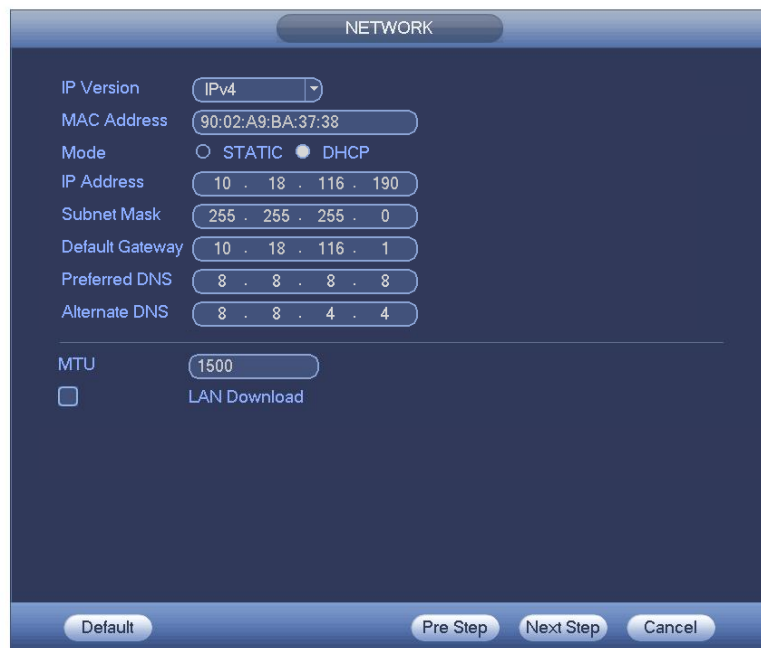 NETWORK
IP Version IPv4
MAC Address 90:02:A9:BA:37:38
Mode STATIC DHCP
IP Address 10 . 18 . 116 . 190
Subnet Mask 255 . 255 . 255 . 0
Default Gateway 10 . 18 . 116 . 1
Preferred DNS 8 . 8 . 8 . 8
Alternate DNS 8 . 8 . 4 . 4
MTU 1500
LAN Download
Default Pre Step Next Step Cancel